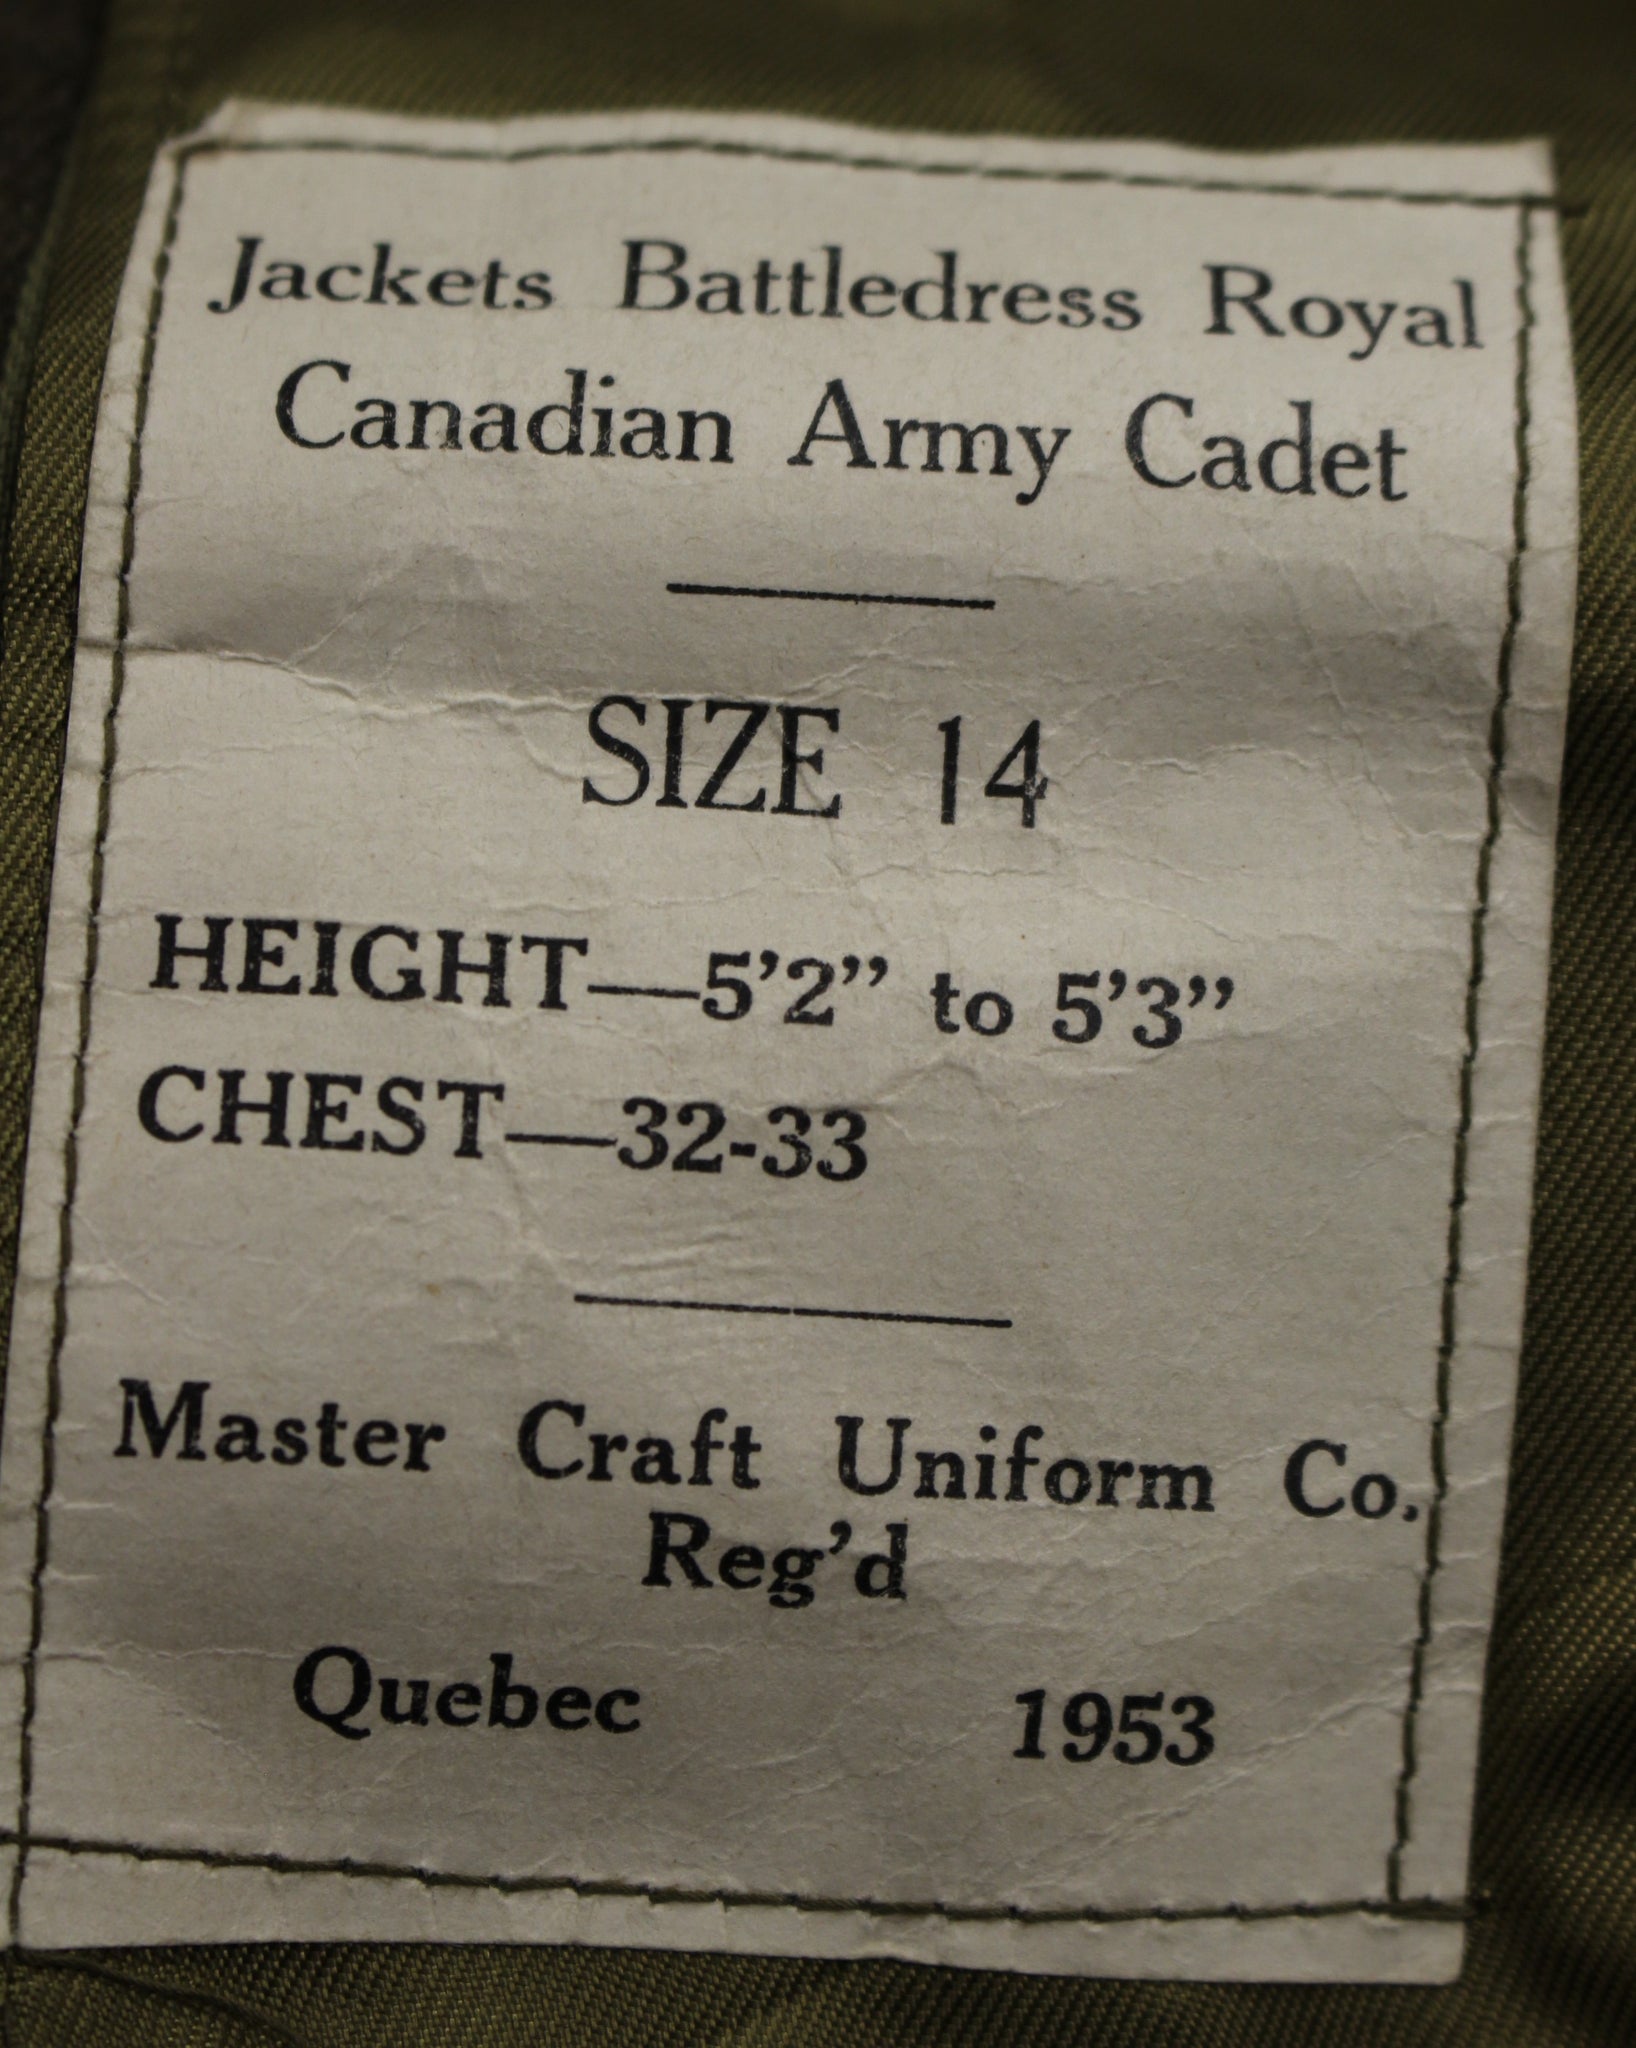 Jackets Battledress Royal
Canadian Army Cadet
SIZE 14
HEIGHT—5’2” to 5’3”
CHEST—32-33
Master Craft Uniform Co.
Reg’d
Quebec 1953